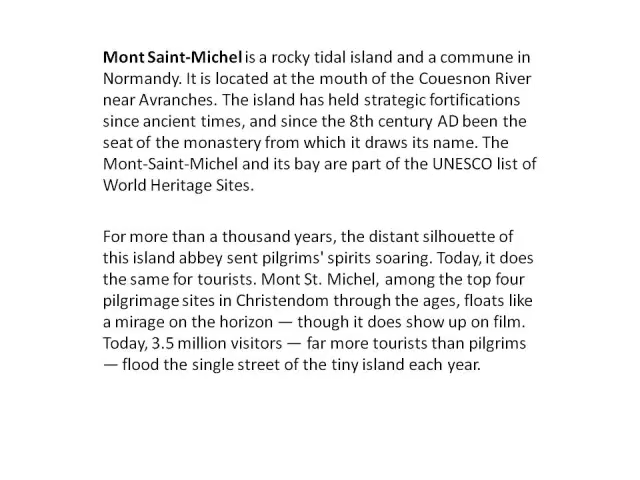 Mont Saint-Michel is a rocky tidal island and a commune in
Normandy. It is located at the mouth of the Couesnon River
near Avranches. The island has held strategic fortifications
since ancient times, and since the 8th century AD been the
seat of the monastery from which it draws its name. The
Mont-Saint-Michel and its bay are part of the UNESCO list of
World Heritage Sites.
For more than a thousand years, the distant silhouette of
this island abbey sent pilgrims' spirits soaring. Today, it does
the same for tourists. Mont St. Michel, among the top four
pilgrimage sites in Christendom through the ages, floats like
a mirage on the horizon — though it does show up on film.
Today, 3.5 million visitors — far more tourists than pilgrims
— flood the single street of the tiny island each year.